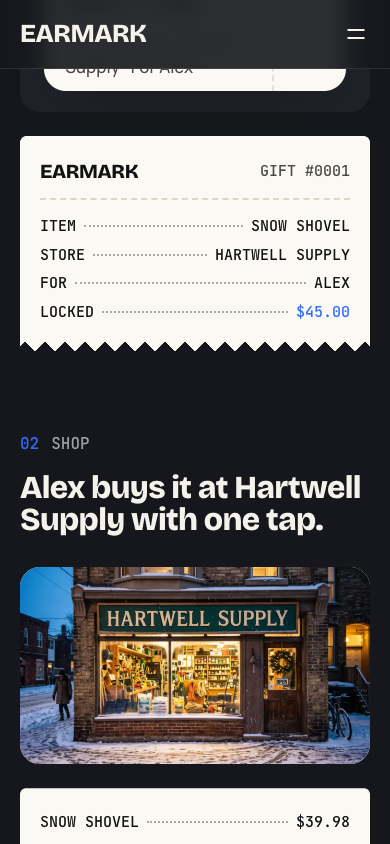 EARMARK
Supply · For Alex
EARMARK GIFT #0001
ITEM SNOW SHOVEL
STORE HARTWELL SUPPLY
FOR ALEX
LOCKED $45.00
02 SHOP
Alex buys it at Hartwell
Supply with one tap.
HARTWELL SUPPLY
SNOW SHOVEL $39.98